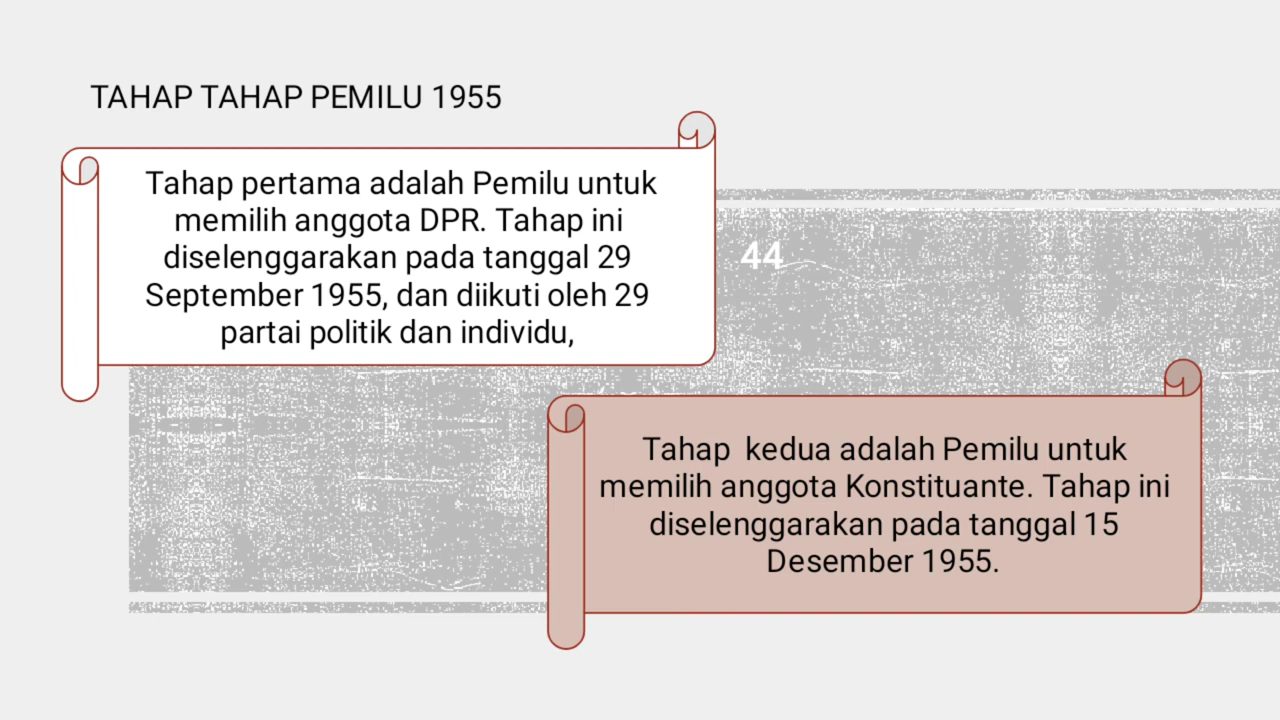 TAHAP TAHAP PEMILU 1955
Tahap pertama adalah Pemilu untuk
memilih anggota DPR. Tahap ini
diselenggarakan pada tanggal 29
September 1955, dan diikuti oleh 29
partai politik dan individu,
44
Tahap  kedua adalah Pemilu untuk
memilih anggota Konstituante. Tahap ini
diselenggarakan pada tanggal 15
Desember 1955.